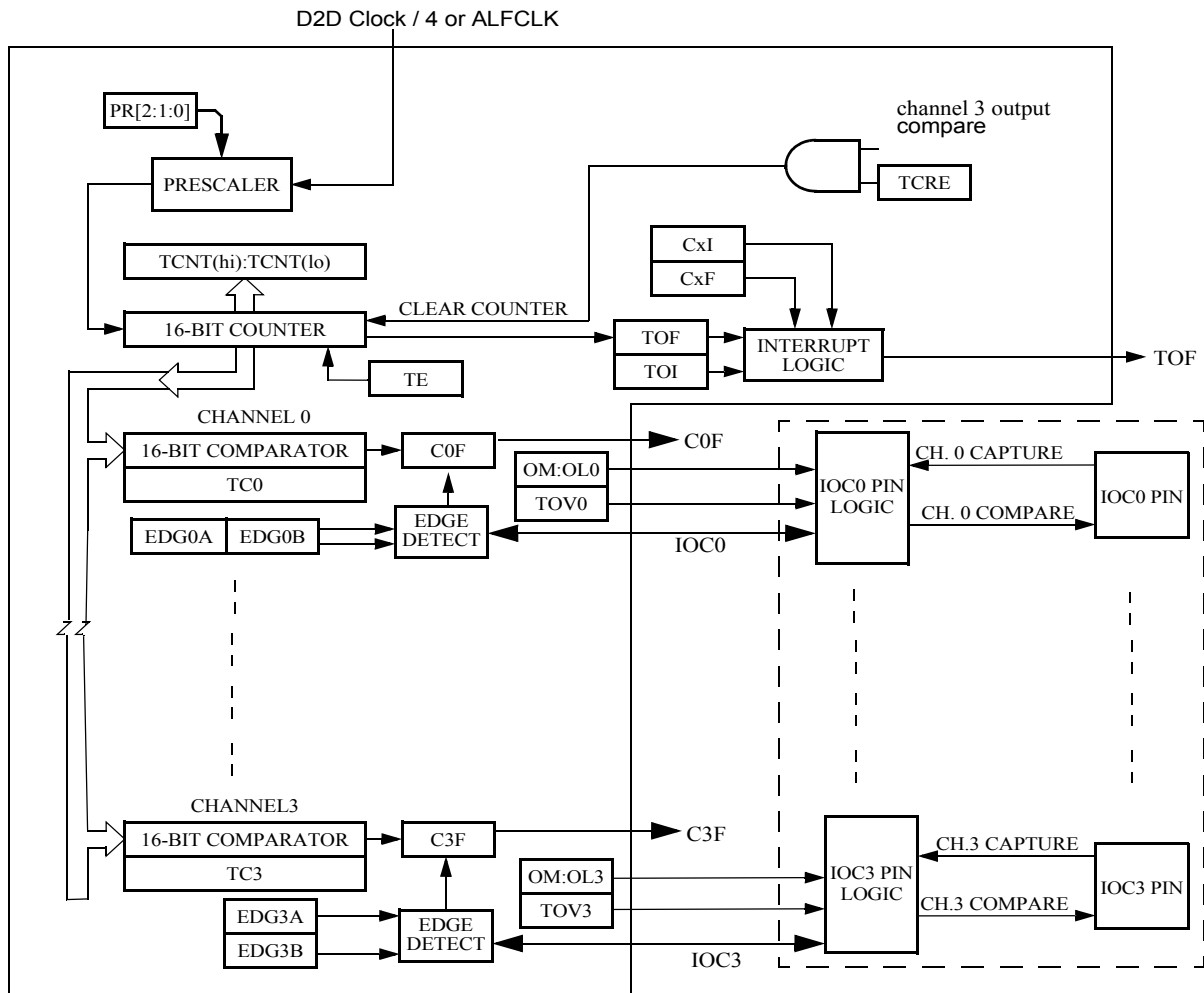 D2D Clock / 4 or ALFCLK
PR[2:1:0]
channel 3 output
compare
PRESCALER
TCRE
CxI
CxF
TCNT(hi):TCNT(lo)
CLEAR COUNTER
16-BIT COUNTER
TOF
TOI
INTERRUPT
LOGIC
TOF
TE
CHANNEL 0
16-BIT COMPARATOR
TC0
C0F
C0F
OM:OL0
TOV0
IOC0 PIN
LOGIC
CH. 0 CAPTURE
CH. 0 COMPARE
IOC0 PIN
EDG0A
EDG0B
EDGE
DETECT
IOC0
CHANNEL3
16-BIT COMPARATOR
TC3
C3F
C3F
OM:OL3
TOV3
IOC3 PIN
LOGIC
CH.3 CAPTURE
CH.3 COMPARE
IOC3 PIN
EDG3A
EDG3B
EDGE
DETECT
IOC3